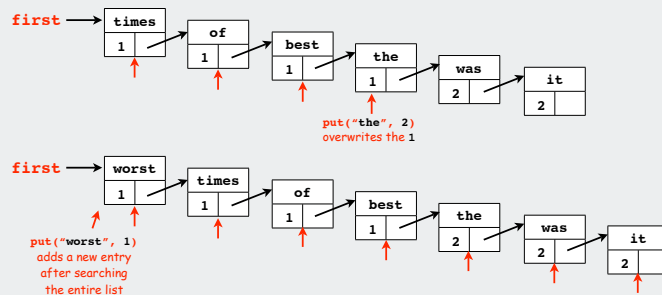 first
times
1
of
1
best
1
the
1
was
2
it
2
put("the", 2)
overwrites the 1
first
worst
1
times
1
of
1
best
1
the
2
was
2
it
2
put("worst", 1)
adds a new entry
after searching
the entire list